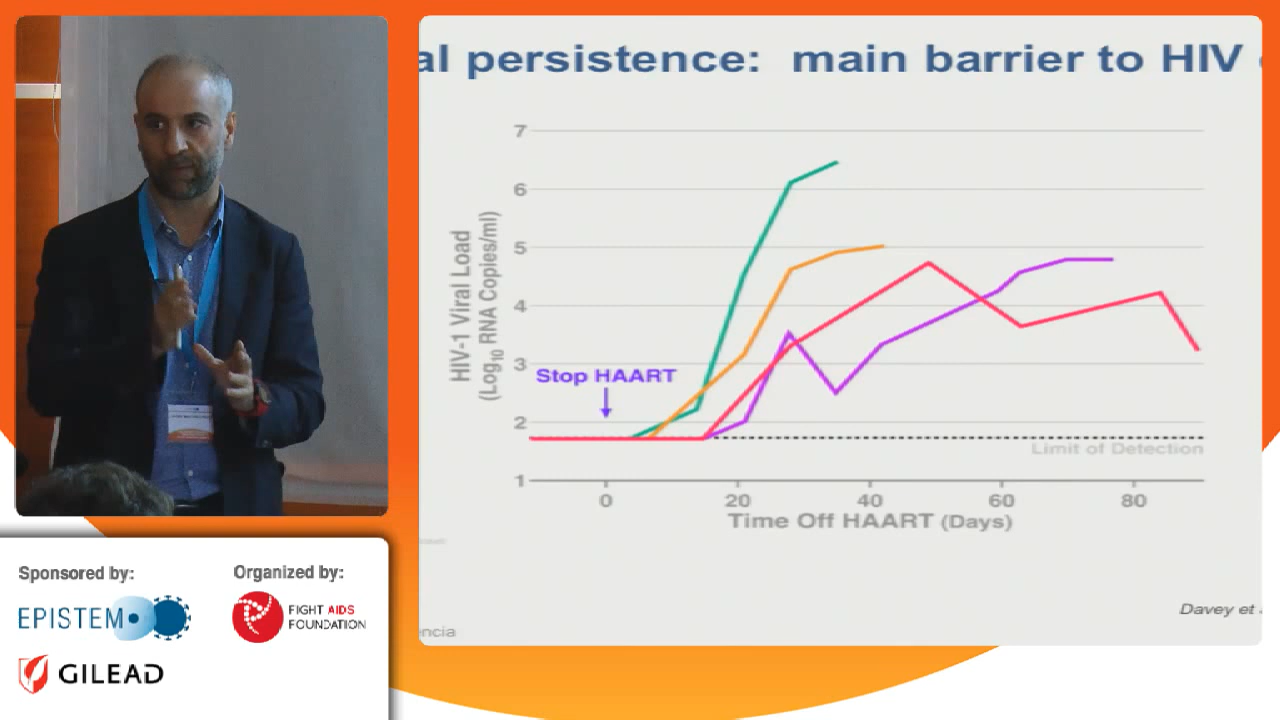 al persistence: main barrier to HIV
7
6
5
4
3
2
1
HIV-1 Viral Load
(Log10 RNA Copies/ml)
Stop HAART
Limit of Detection
0 20 40 60 80
Time Off HAART (Days)
Davey et
ncia
Sponsored by:
EPISTEM
GILEAD
Organized by:
FIGHT AIDS
FOUNDATION